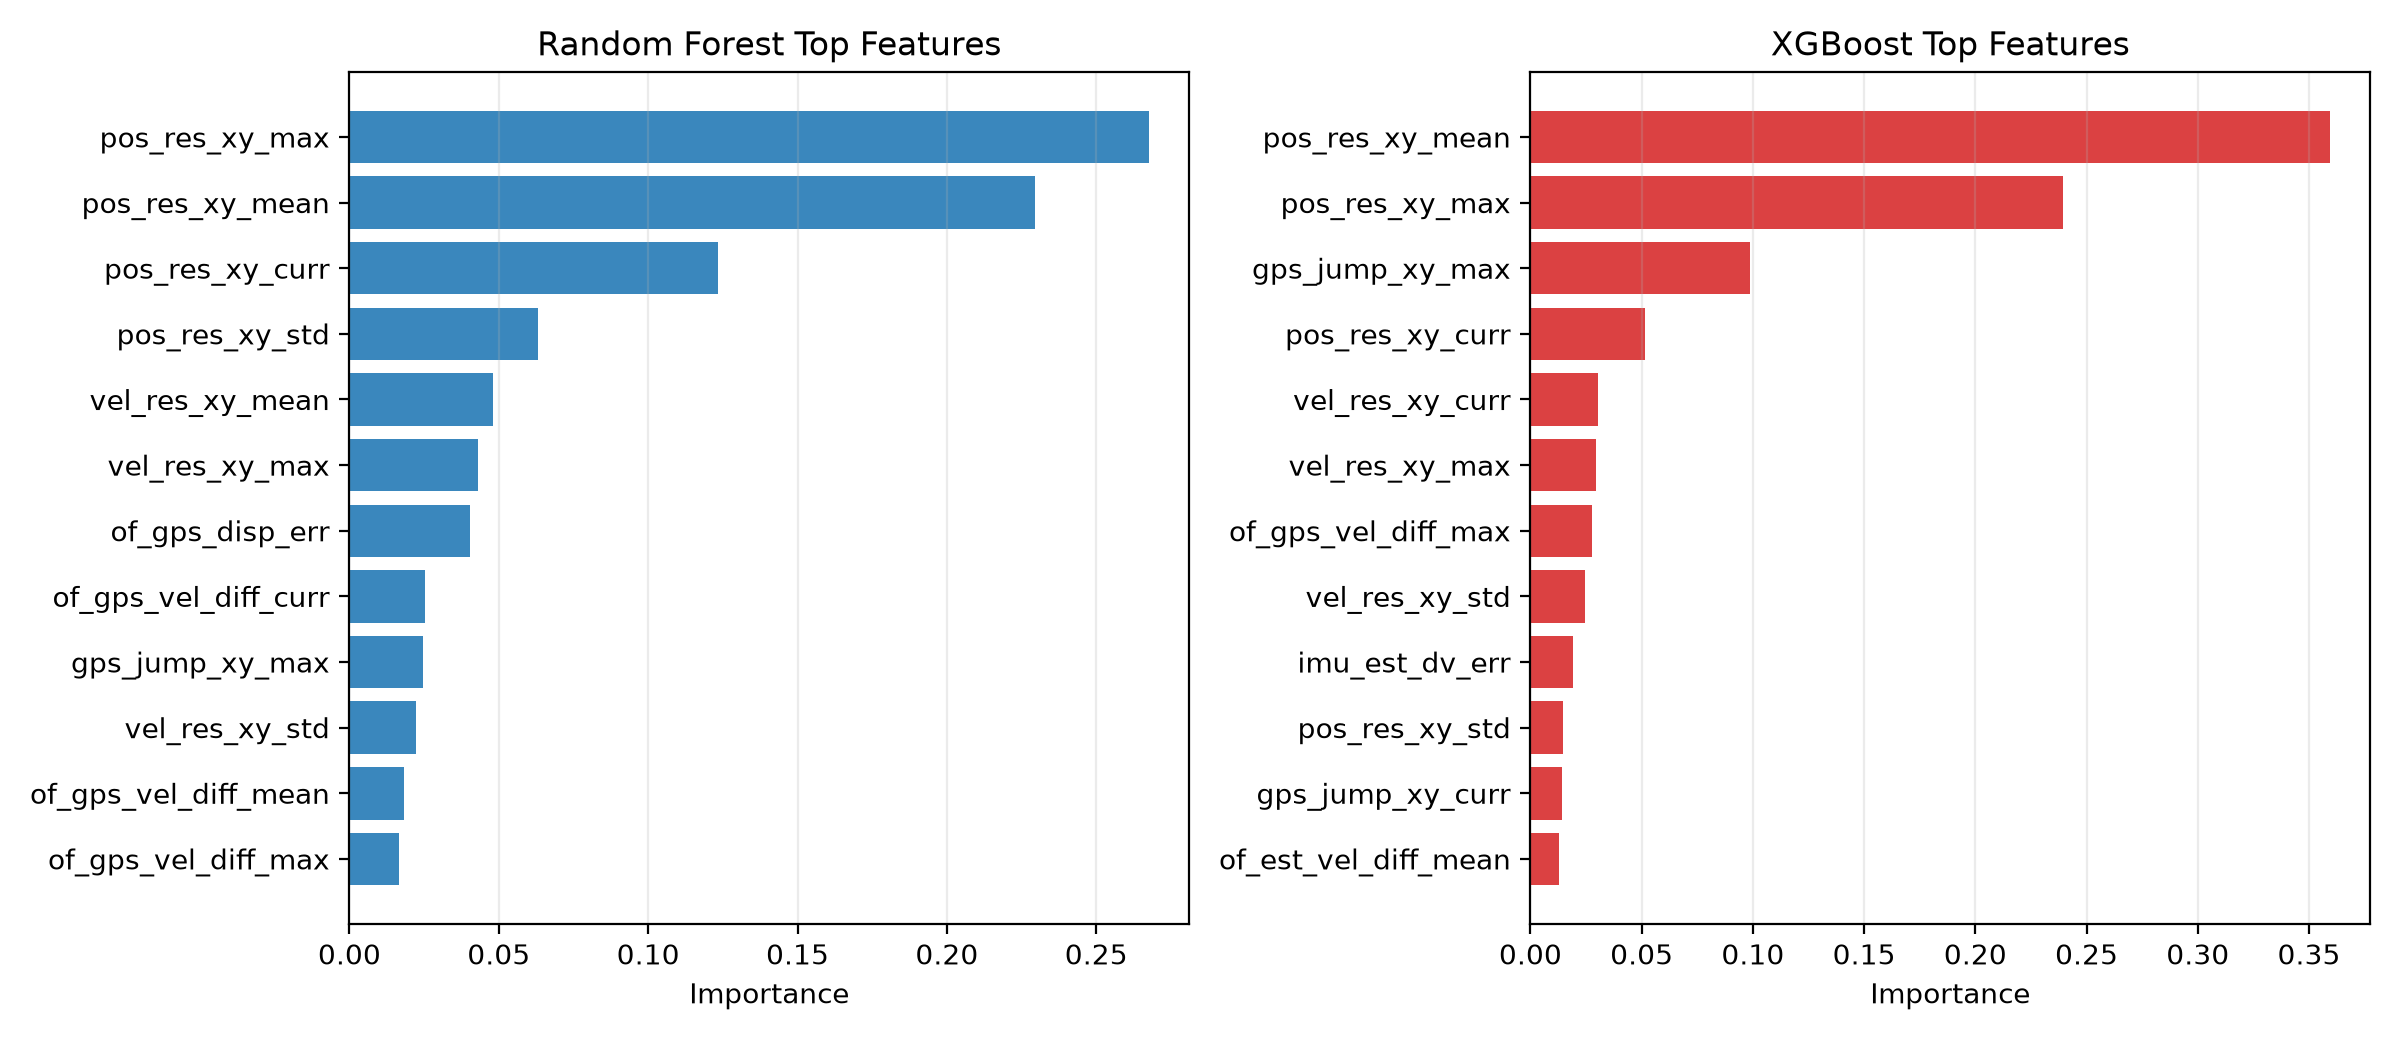 Random Forest Top Features
pos_res_xy_max
pos_res_xy_mean
pos_res_xy_curr
pos_res_xy_std
vel_res_xy_mean
vel_res_xy_max
of_gps_disp_err
of_gps_vel_diff_curr
gps_jump_xy_max
vel_res_xy_std
of_gps_vel_diff_mean
of_gps_vel_diff_max
0.00 0.05 0.10 0.15 0.20 0.25
Importance
XGBoost Top Features
pos_res_xy_mean
pos_res_xy_max
gps_jump_xy_max
pos_res_xy_curr
vel_res_xy_curr
vel_res_xy_max
of_gps_vel_diff_max
vel_res_xy_std
imu_est_dv_err
pos_res_xy_std
gps_jump_xy_curr
of_est_vel_diff_mean
0.00 0.05 0.10 0.15 0.20 0.25 0.30 0.35
Importance